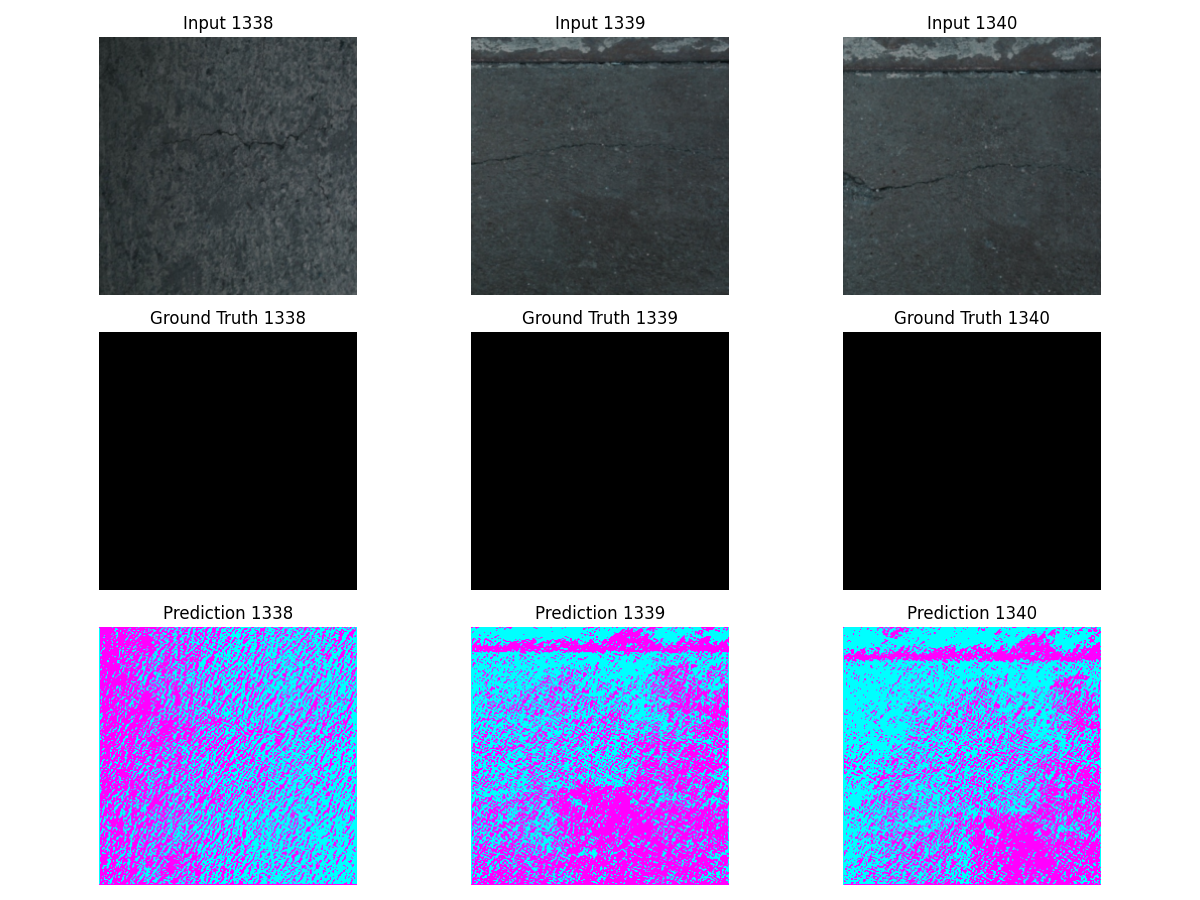 Input 1338
Input 1339
Input 1340
Ground Truth 1338
Ground Truth 1339
Ground Truth 1340
Prediction 1338
Prediction 1339
Prediction 1340